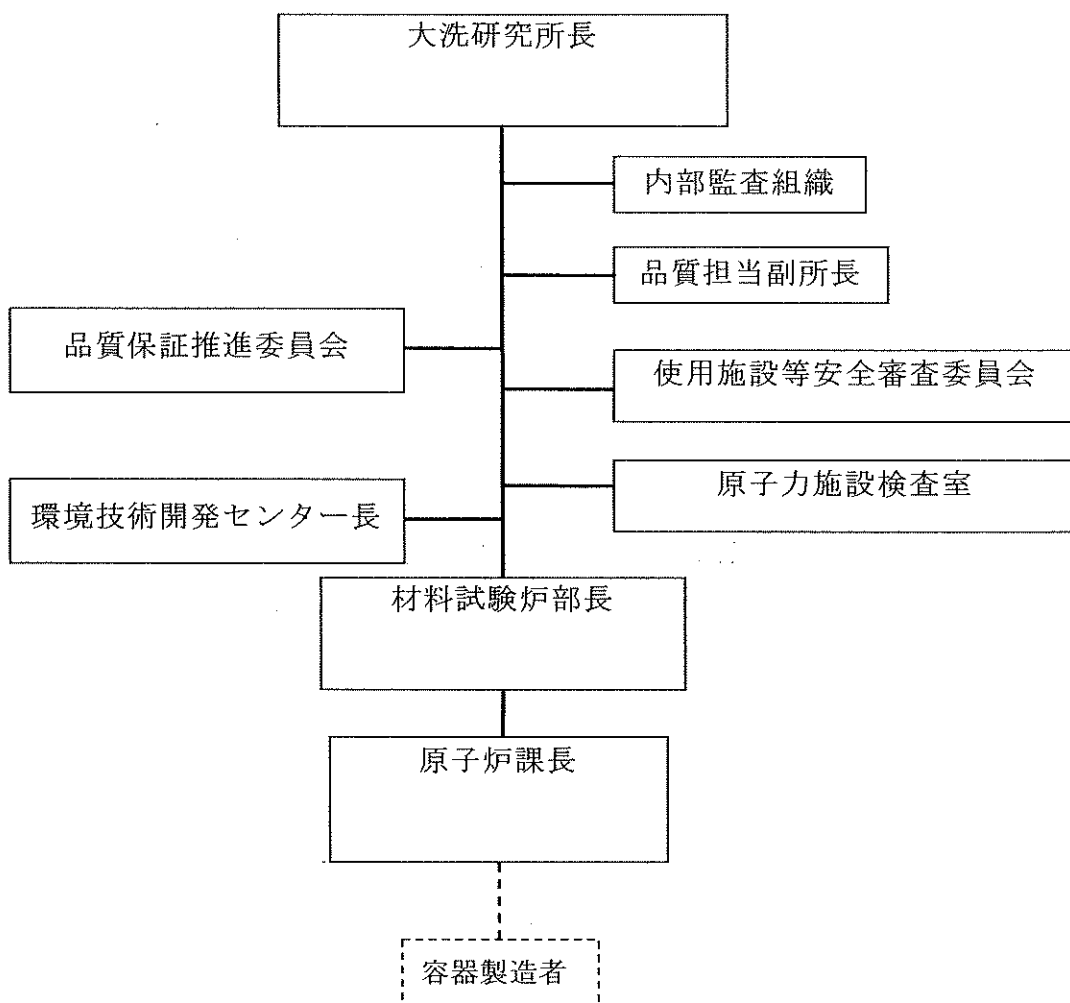 大洗研究所長
内部監査組織
品質担当副所長
品質保証推進委員会
使用施設等安全審査委員会
原子力施設検査室
環境技術開発センター長
材料試験炉部長
原子炉課長
容器製造者